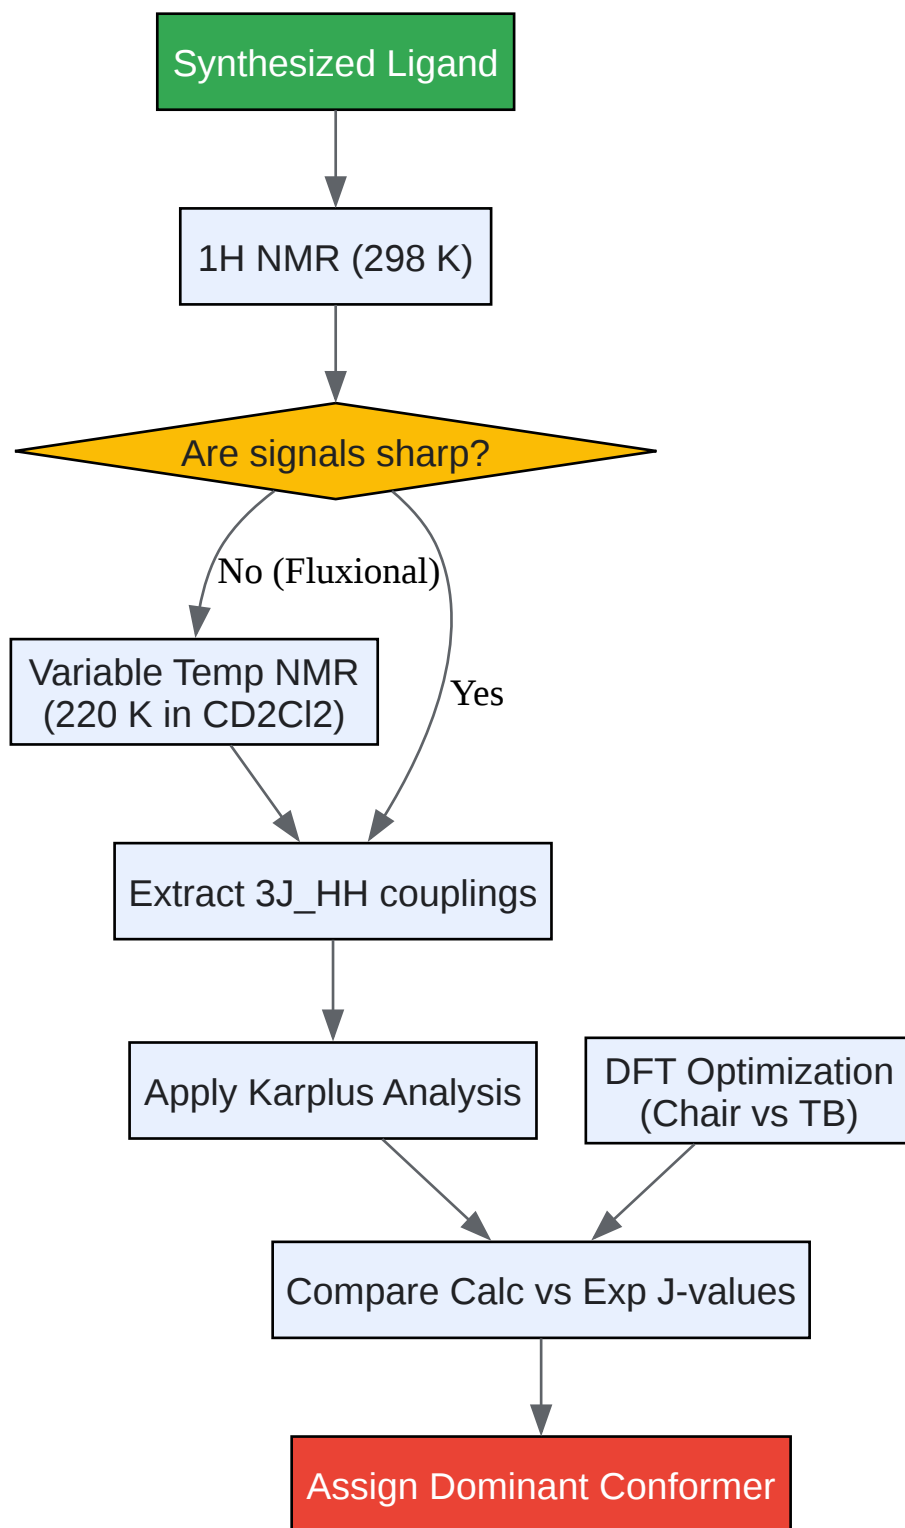 Synthesized Ligand
1H NMR (298 K)
Are signals sharp?
No (Fluxional)
Variable Temp NMR
(220 K in CD2Cl2)
Yes
Extract 3J_HH couplings
Apply Karplus Analysis
DFT Optimization
(Chair vs TB)
Compare Calc vs Exp J-values
Assign Dominant Conformer